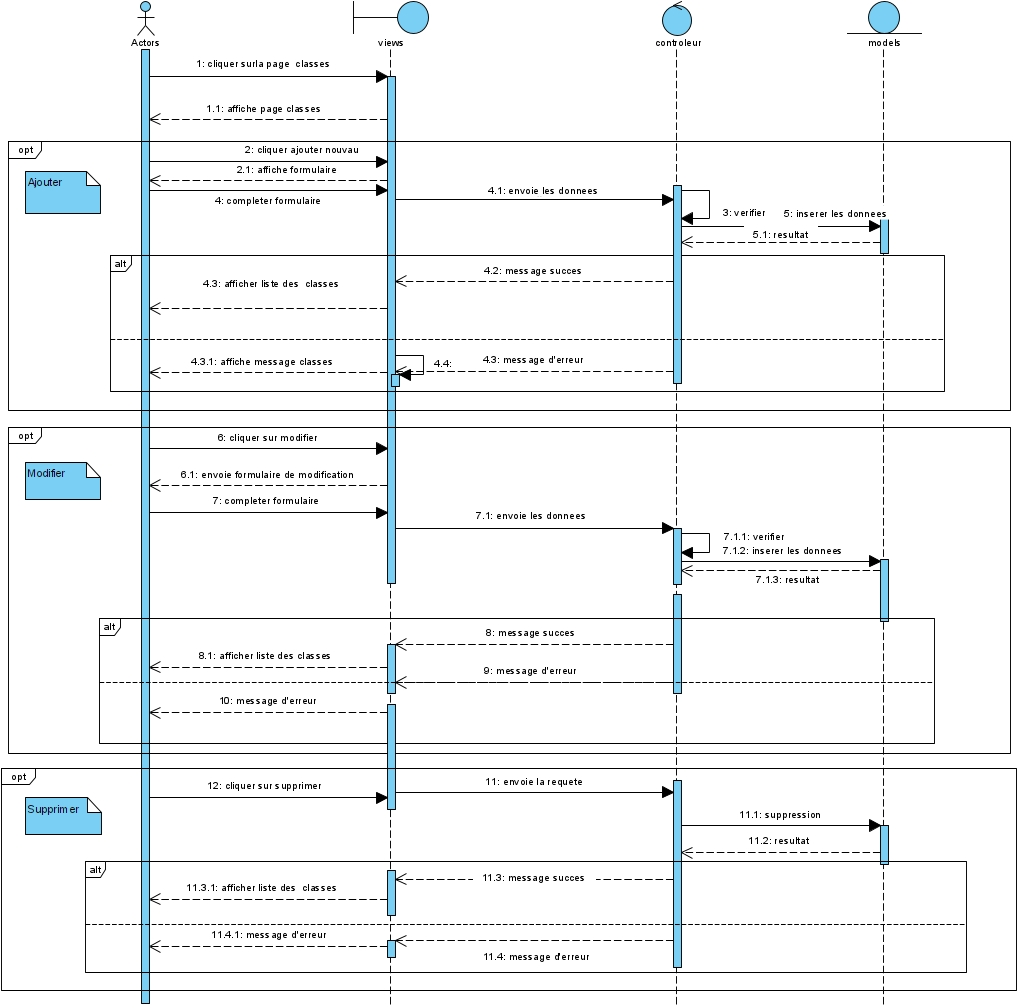 Actors
views
controleur
models
1: cliquer surla page  classes
1.1: affiche page classes
opt
2: cliquer ajouter nouvau
2.1: affiche formulaire
Ajouter
4: completer formulaire
4.1: envoie les donnees
3: verifier
5: inserer les donnees
5.1: resultat
alt
4.2: message succes
4.3: afficher liste des  classes
4.3.1: affiche message classes
4.4:
4.3: message d'erreur
opt
6: cliquer sur modifier
Modifier
6.1: envoie formulaire de modification
7: completer formulaire
7.1: envoie les donnees
7.1.1: verifier
7.1.2: inserer les donnees
7.1.3: resultat
alt
8: message succes
8.1: afficher liste des classes
9: message d'erreur
10: message d'erreur
opt
12: cliquer sur supprimer
11: envoie la requete
Supprimer
11.1: suppression
11.2: resultat
alt
11.3: message succes
11.3.1: afficher liste des  classes
11.4.1: message d'erreur
11.4: message d'erreur